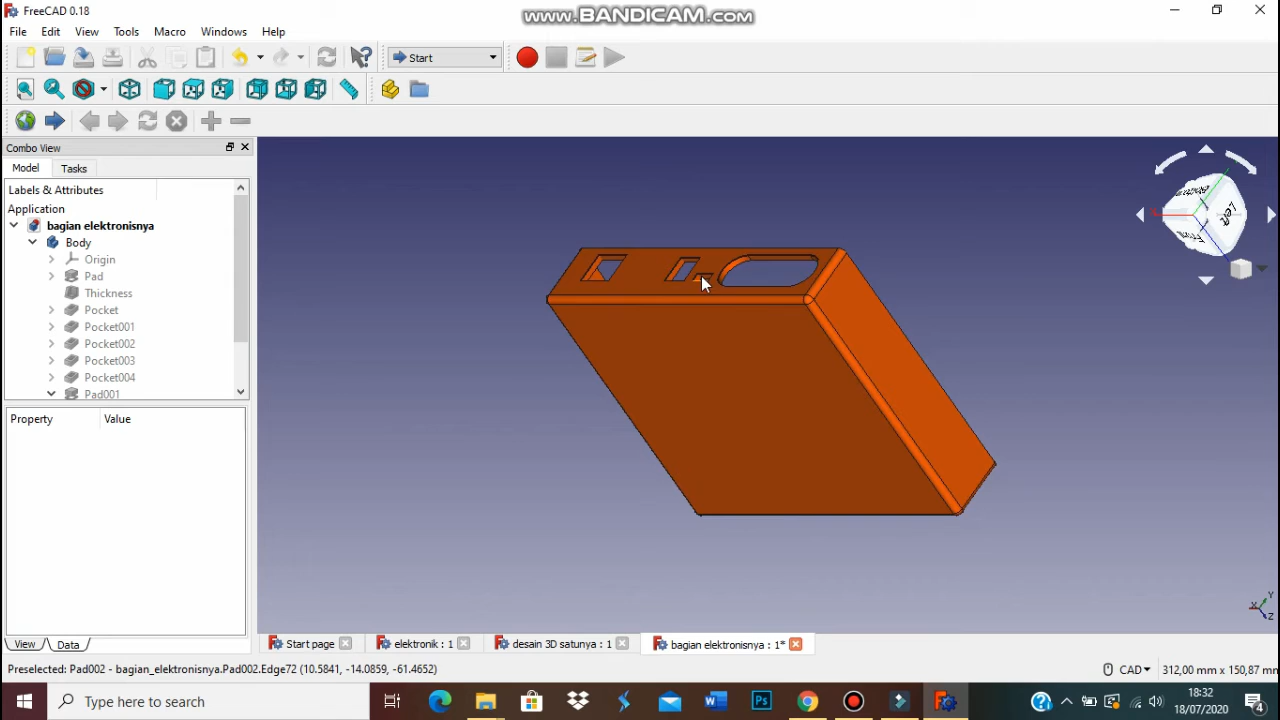 FreeCAD 0.18
www.BANDICAM.com
File Edit View Tools Macro Windows Help
Start
Combo View
Model Tasks
Labels & Attributes
Application
bagian elektronisnya
Body
Origin
Pad
Thickness
Pocket
Pocket001
Pocket002
Pocket003
Pocket004
Pad001
Property Value
View Data
Start page elektronik : 1 desain 3D satunya : 1 bagian elektronisnya : 1*
Preselected: Pad002 - bagian_elektronisnya.Pad002.Edge72 (10.5841, -14.0859, -61.4652)
CAD 312,00 mm x 150,87 mm
X Y Z
Type here to search
18:32
18/07/2020
4